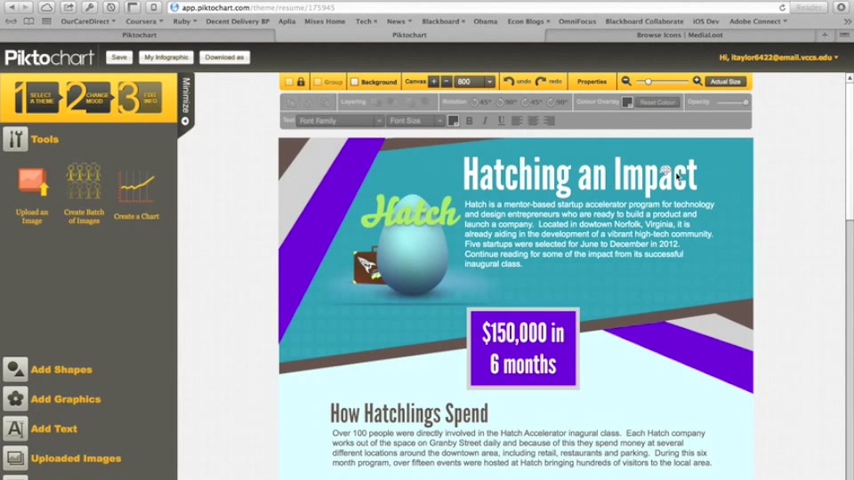 app.piktochart.com/theme/resume/175945
Reader
OurCareDirect Coursera Ruby Decent Delivery BP Aplia Mises Home Tech News Blackboard Obama Econ Blogs OmniFocus Blackboard Collaborate iOS Dev Adobe Connect
Piktochart Piktochart Browse Icons | MediaLoot
PiktoChart Save My Infographic Download as Hi, itaylor6422@email.vccs.edu
1 SELECT A THEME 2 CHANGE MOOD 3 EDIT INFO
Minimize
Group Background Canvas 800 undo redo Properties Actual Size
Layering Rotation 45° 90° 45° 90° Colour Overlay Reset Colour Opacity
Text Font Family Font Size B I U
Tools
Upload an Image
Create Batch of Images
Create a Chart
Add Shapes
Add Graphics
Add Text
Uploaded Images
Hatching an Impact
Hatch
Hatch is a mentor-based startup accelerator program for technology
and design entrepreneurs who are ready to build a product and
launch a company. Located in dowtown Norfolk, Virginia, it is
already aiding in the development of a vibrant high-tech community.
Five startups were selected for June to December in 2012.
Continue reading for some of the impact from its successful
inaugural class.
$150,000 in
6 months
How Hatchlings Spend
Over 100 people were directly involved in the Hatch Accelerator inagural class. Each Hatch company
works out of the space on Granby Street daily and because of this they spend money at several
different locations around the downtown area, including retail, restaurants and parking. During this six
month program, over fifteen events were hosted at Hatch bringing hundreds of visitors to the local area.